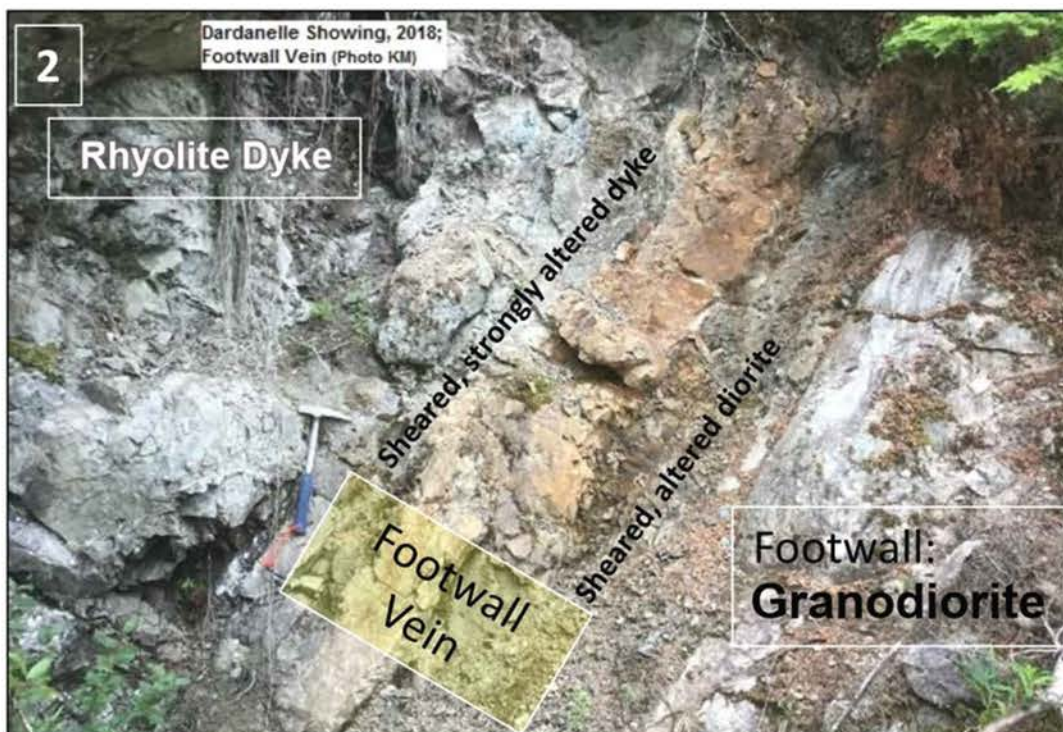 2
Dardanelle Showing, 2018;
Footwall Vein (Photo KM)
Rhyolite Dyke
Sheared, strongly altered dyke
Sheared, altered diorite
Footwall
Vein
Footwall:
Granodiorite